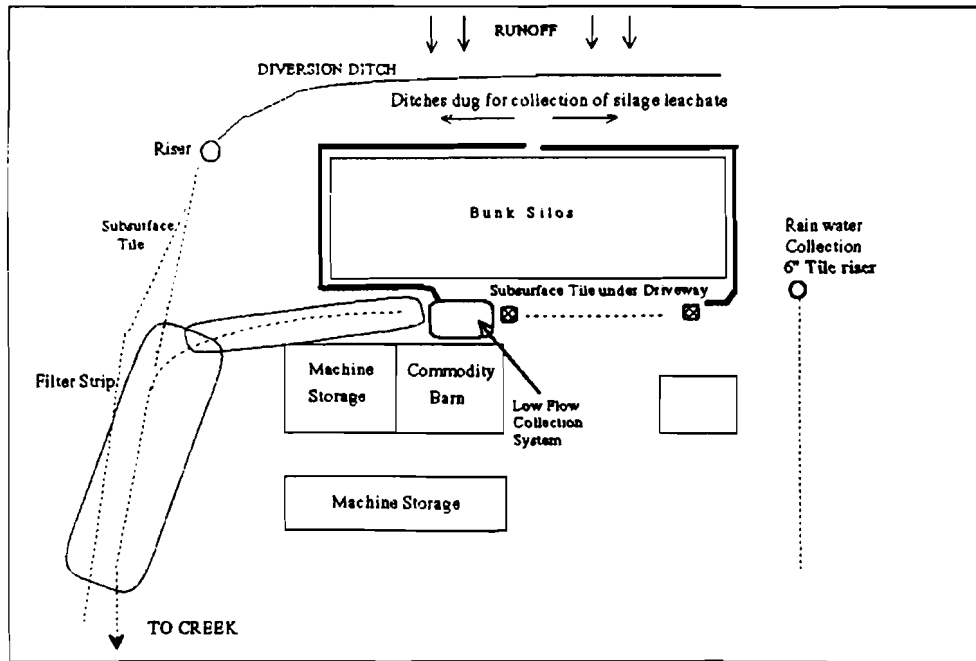 RUNOFF
DIVERSION DITCH
Ditches dug for collection of silage leachate
Riser
Bunk Silos
Subsurface
Tile
Rain water
Collection
6" Tile riser
Subsurface Tile under Driveway
Filter Strip
Machine
Storage
Commodity
Barn
Low Flow
Collection
System
Machine Storage
TO CREEK